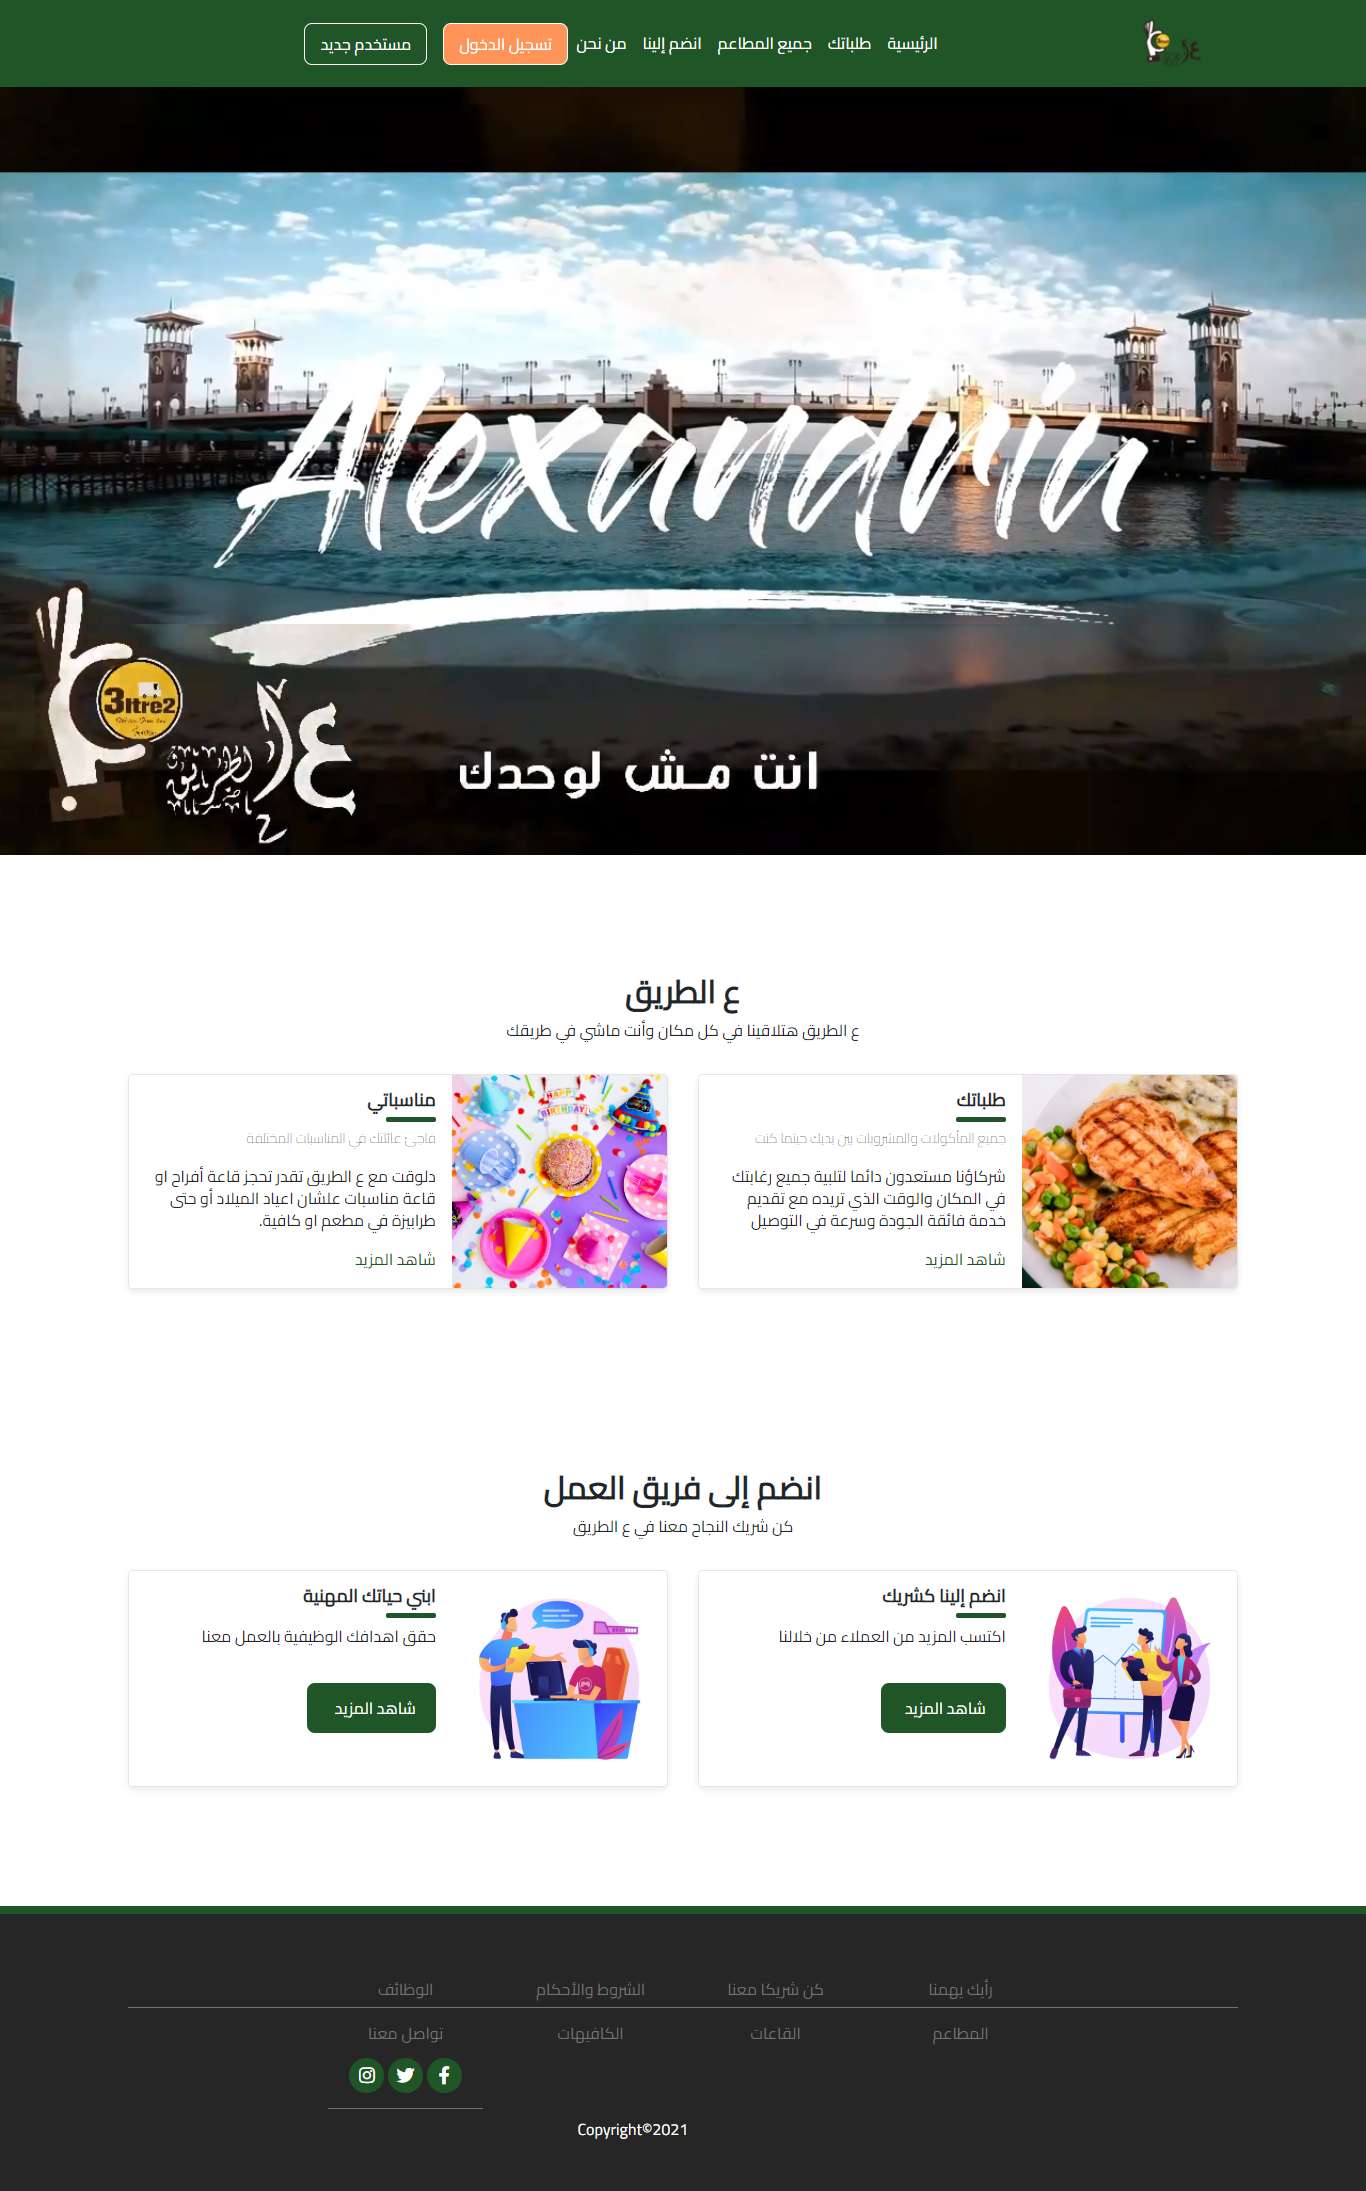 الرئيسية
طلباتك
جميع المطاعم
انضم إلينا
من نحن
تسجيل الدخول
مستخدم جديد
Alexandria
3ltre2
ع الطريق
انت مش لوحدك
ع الطريق
ع الطريق هتلاقينا في كل مكان وأنت ماشي في طريقك
طلباتك
جميع المأكولات والمشروبات بين يديك حيثما كنت
شركاؤنا مستعدون دائما لتلبية جميع رغاباتك
في المكان والوقت الذي تريده مع تقديم
خدمة فائقة الجودة وسرعة في التوصيل
شاهد المزيد
HAPPY
BIRTHDAY!
مناسباتي
فاجئ عائلتك في المناسبات المختلفة
دلوقت مع ع الطريق تقدر تحجز قاعة أفراح او
قاعة مناسبات علشان اعياد الميلاد أو حتى
طرابيزة في مطعم او كافية.
شاهد المزيد
انضم إلى فريق العمل
كن شريك النجاح معنا في ع الطريق
انضم إلينا كشريك
اكتسب المزيد من العملاء من خلالنا
شاهد المزيد
ابني حياتك المهنية
حقق اهدافك الوظيفية بالعمل معنا
شاهد المزيد
رأيك يهمنا
كن شريكا معنا
الشروط والأحكام
الوظائف
المطاعم
القاعات
الكافيهات
تواصل معنا
Copyright©2021